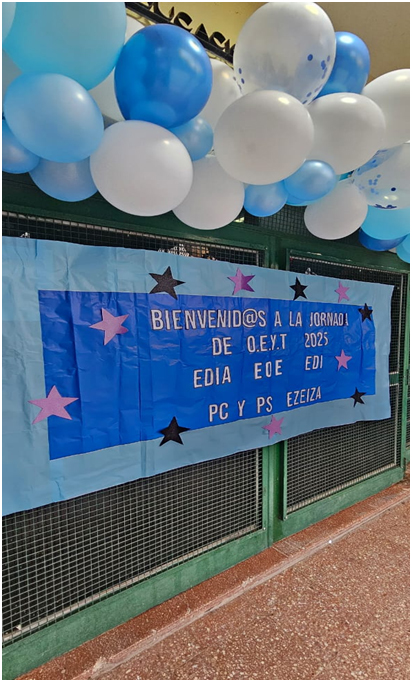 BIENVENID@S A LA JORNADA
DE O.E.Y.T 2025
EDIA EOE EDI
PC Y PS EZEIZA